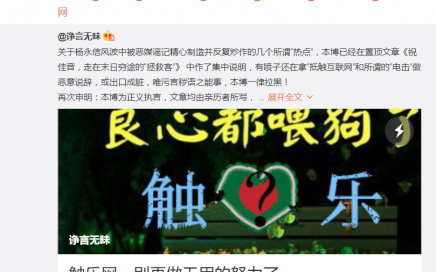 网
@诤言无昧
关于杨永信风波中被恶媒谣记精心制造并反复炒作的几个所谓"热点"，本博已经在置顶文章《祝
佳音，走在末日穷途的"拯救客"》 中作了集中说明，有喷子还在拿"抵触互联网"和所谓的"电击"做
恶意说辞，或出口成脏，唯污言秽语之能事，本博一律拉黑！
再次申明：本博为正义执言，文章均由亲历者所写，... 展开全文
良心都喂狗了
触 ? 乐
诤言无昧
触乐网，别再做无用的努力了